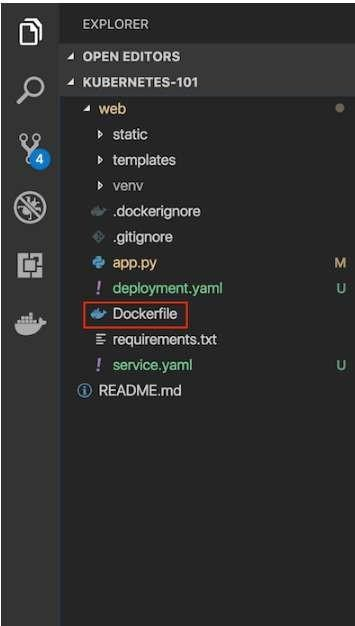 EXPLORER
OPEN EDITORS
KUBERNETES-101
web
static
templates
4
venv
.dockerignore
.gitignore
app.py M
deployment.yaml U
Dockerfile
requirements.txt
service.yaml U
README.md